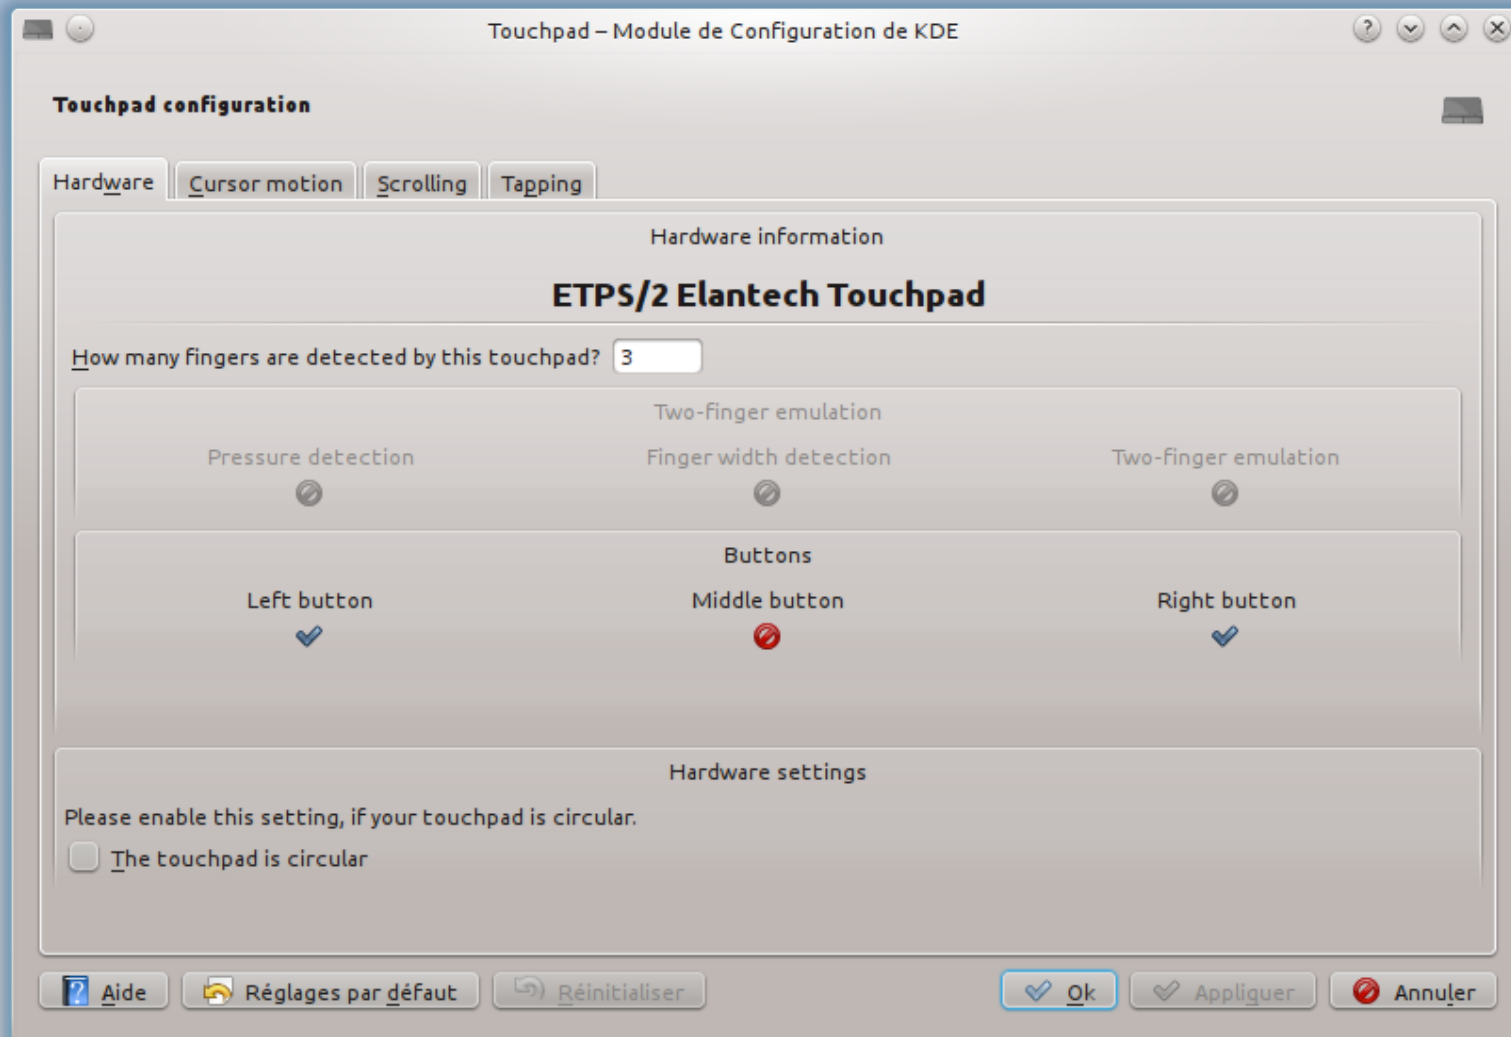 Touchpad – Module de Configuration de KDE
Touchpad configuration
Hardware Cursor motion Scrolling Tapping
Hardware information
ETPS/2 Elantech Touchpad
How many fingers are detected by this touchpad? 3
Two-finger emulation
Pressure detection Finger width detection Two-finger emulation
Buttons
Left button Middle button Right button
Hardware settings
Please enable this setting, if your touchpad is circular.
The touchpad is circular
Aide Réglages par défaut Réinitialiser Ok Appliquer Annuler